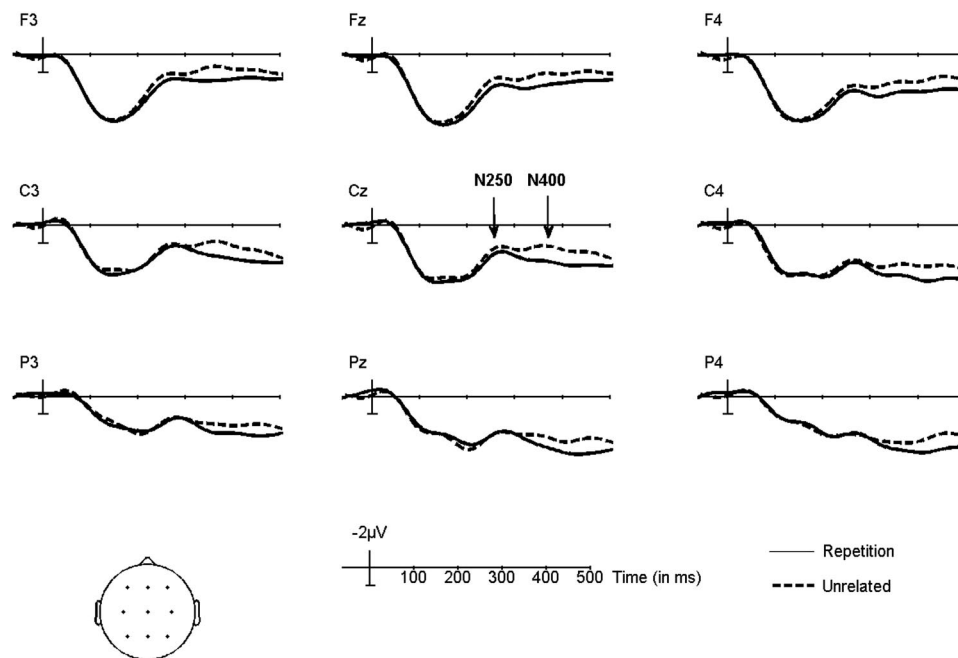 F3 Fz F4
C3 Cz N250 N400 C4
P3 Pz P4
-2µV
100 200 300 400 500 Time (in ms)
Repetition
Unrelated